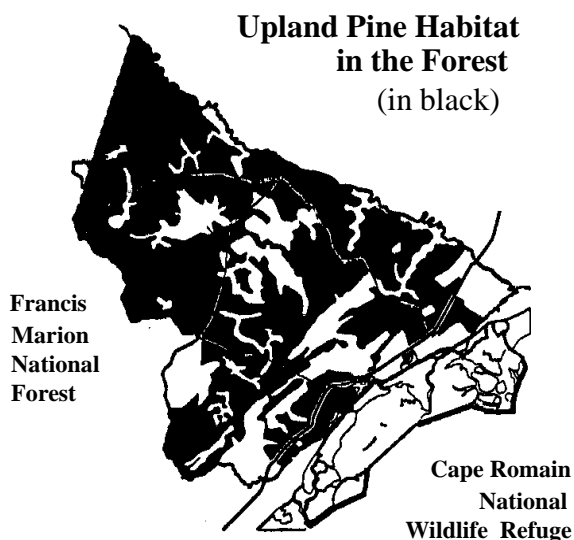 Upland Pine Habitat
in the Forest
(in black)
Francis
Marion
National
Forest
Cape Romain
National
Wildlife Refuge